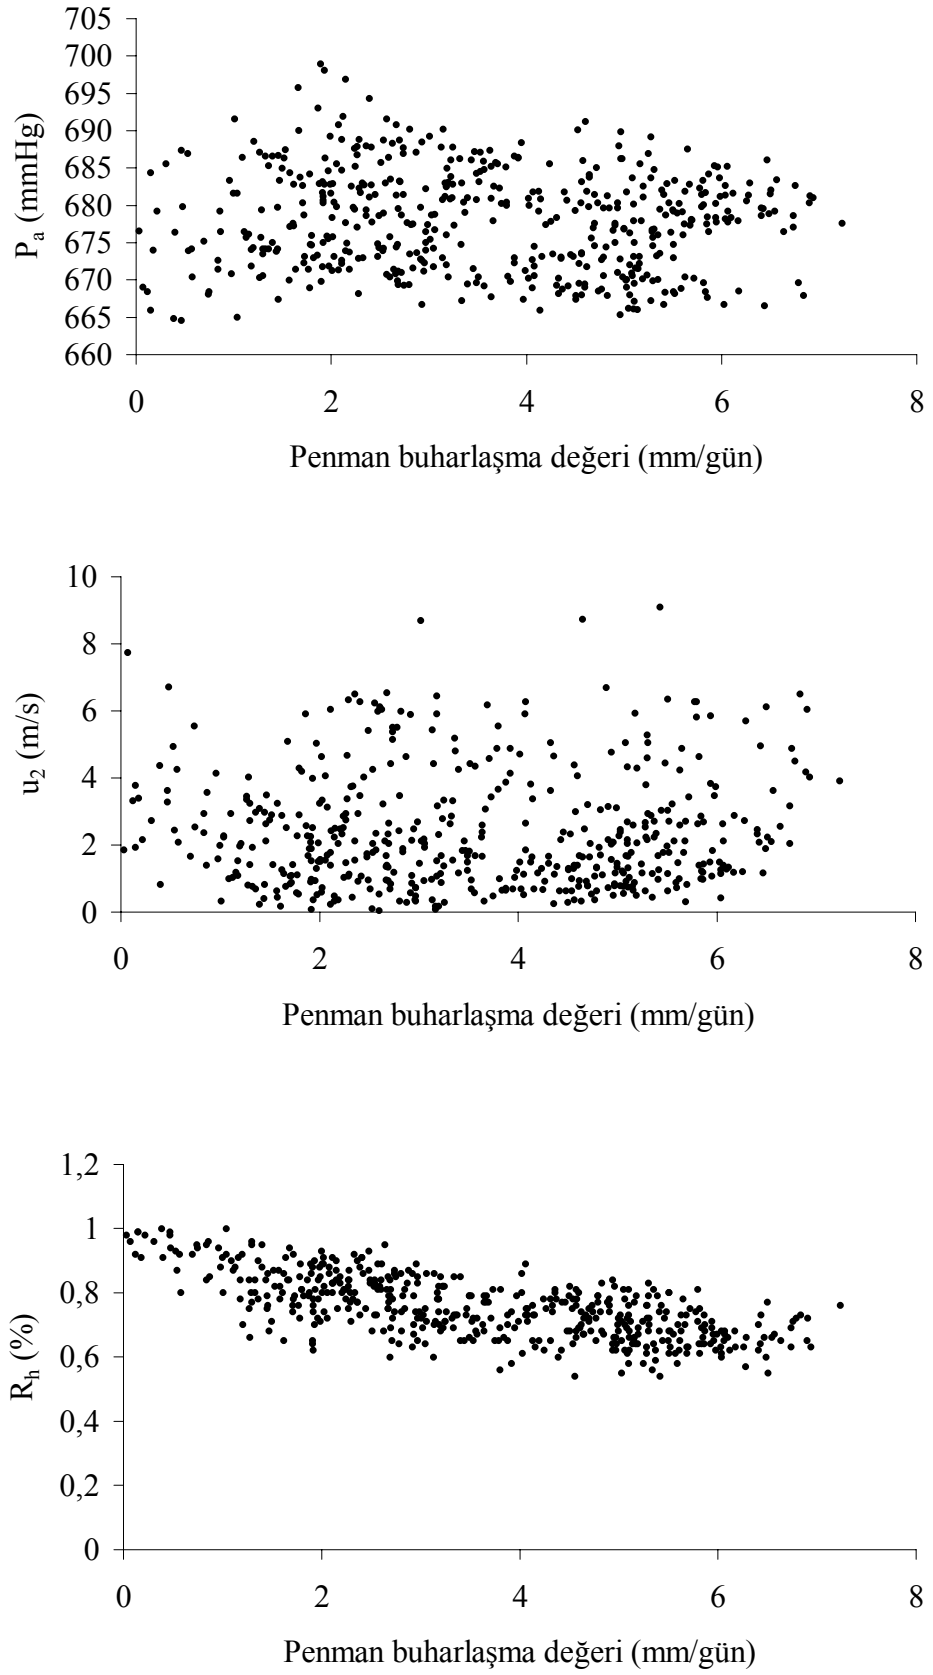 705
700
695
690
685
680
675
670
665
660
Pₐ (mmHg)
0 2 4 6 8
Penman buharlaşma değeri (mm/gün)
10
8
6
4
2
0
u₂ (m/s)
0 2 4 6 8
Penman buharlaşma değeri (mm/gün)
1,2
1
0,8
0,6
0,4
0,2
0
Rₕ (%)
0 2 4 6 8
Penman buharlaşma değeri (mm/gün)